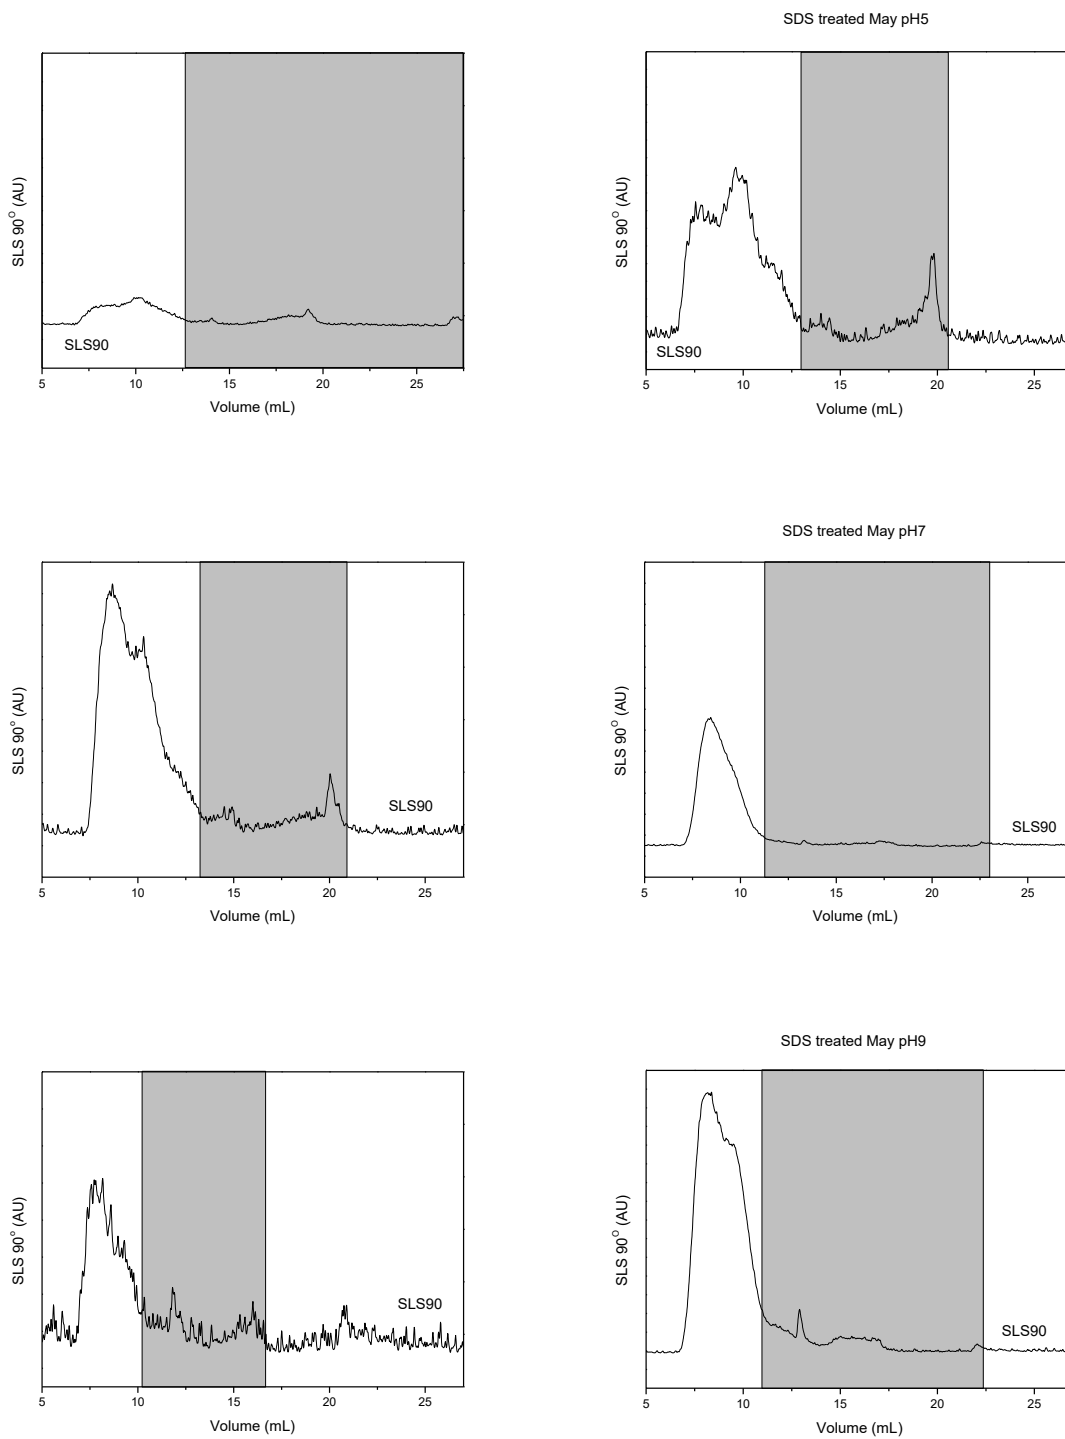 SDS treated May pH5
SLS 90° (AU)
SLS90
5 10 15 20 25
Volume (mL)
SLS 90° (AU)
SLS90
5 10 15 20 25
Volume (mL)
SDS treated May pH7
SLS 90° (AU)
SLS90
5 10 15 20 25
Volume (mL)
SLS 90° (AU)
SLS90
5 10 15 20 25
Volume (mL)
SDS treated May pH9
SLS 90° (AU)
SLS90
5 10 15 20 25
Volume (mL)
SLS 90° (AU)
SLS90
5 10 15 20 25
Volume (mL)